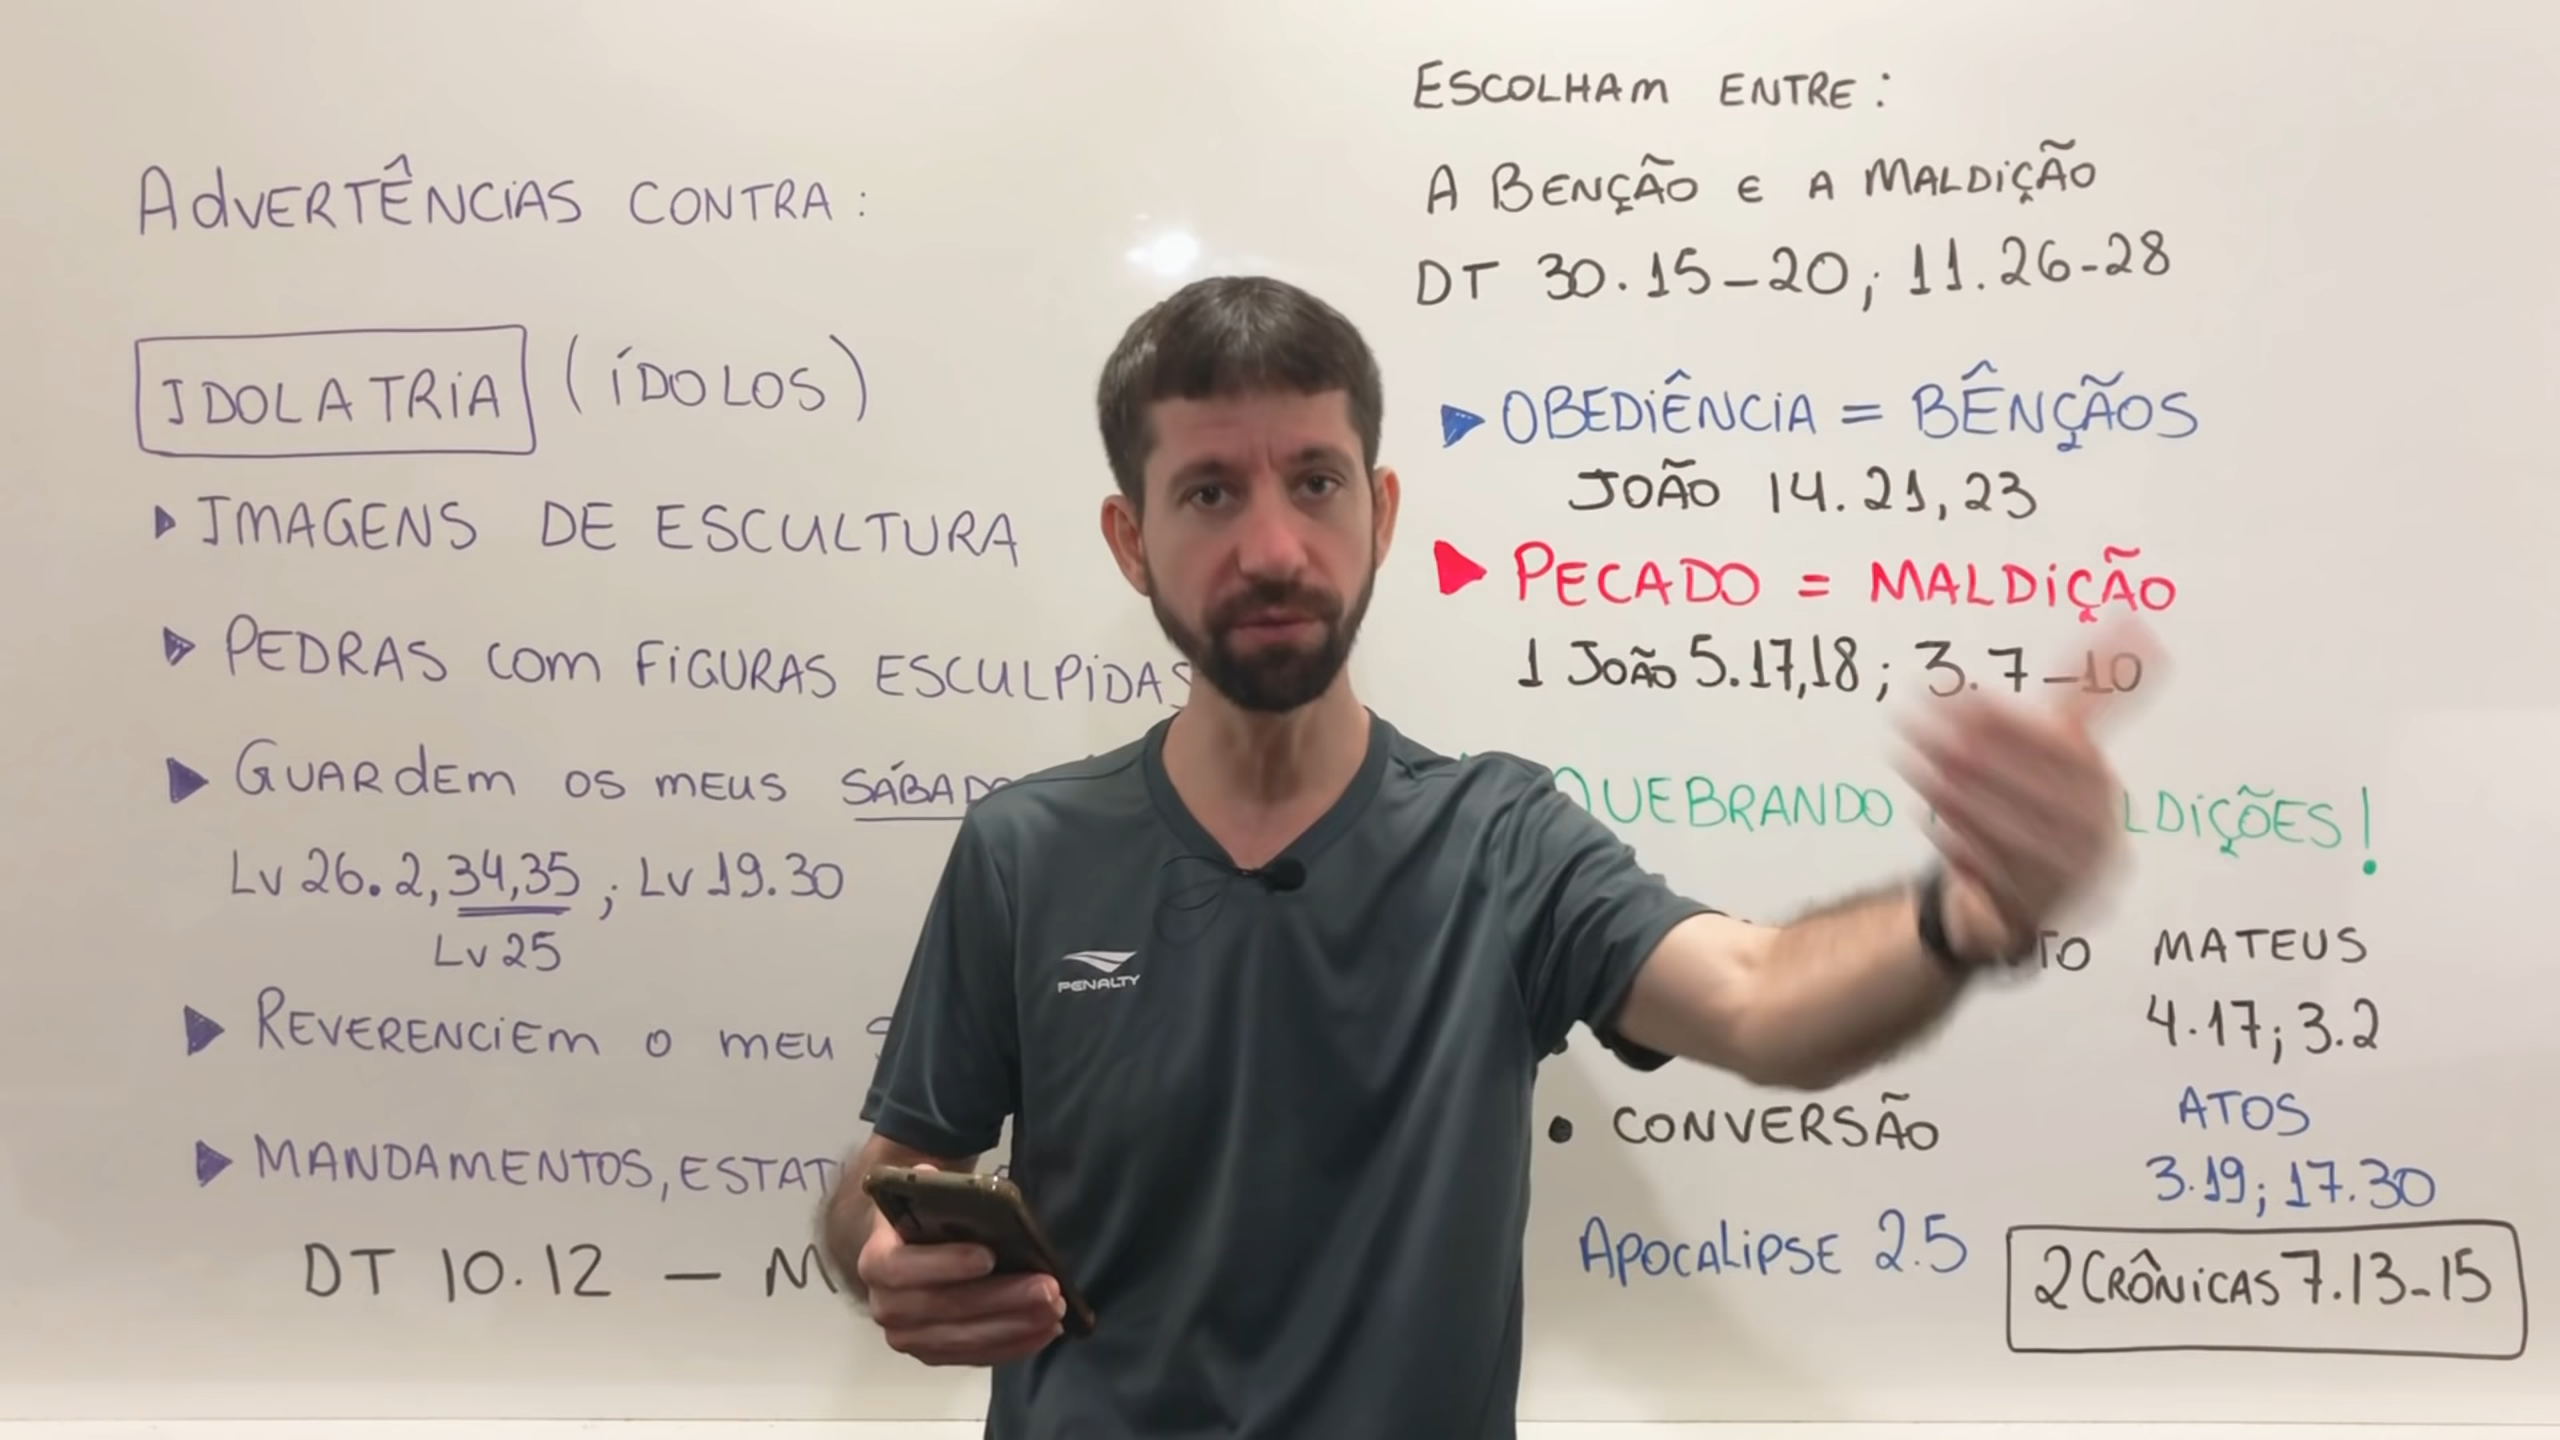 AdVERTÊNCiAS CONTRA:
IDOLATRiA (ÍDOLOS)
IMAGENS DE ESCULTURA
PEDRAS COM FiGURAS ESCULPiDAS
GUARdEM OS MEUS
Lv 26.2,34,35 ; Lv 19.30
Lv 25
REVERENCiEM O MEU
MANDAMENTOS,
DT 10.12 —
ESCOLHAM ENTRE:
A BENÇÃO E A MALDiÇÃO
DT 30.15-20; 11.26-28
OBEDiÊNCiA = BÊNÇÃOS
JOÃO 14.21,23
PECADO = MALDiÇÃO
1 JOÃO 5.17,18; 3.7-10
QUEBRANDO
MATEUS
4.17; 3.2
• CONVERSÃO
ATOS
3.19; 17.30
APOCALiPSE 2.5
2 CRÔNiCAS 7.13-15
PENALTY